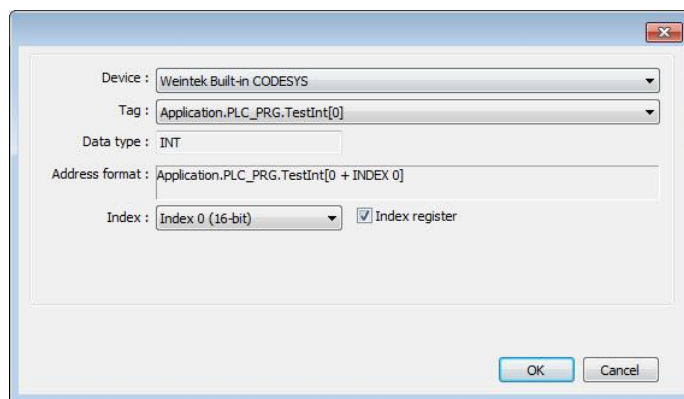 Device : Weintek Built-in CODESYS
Tag : Application.PLC_PRG.TestInt[0]
Data type : INT
Address format : Application.PLC_PRG.TestInt[0 + INDEX 0]
Index : Index 0 (16-bit) Index register
OK Cancel